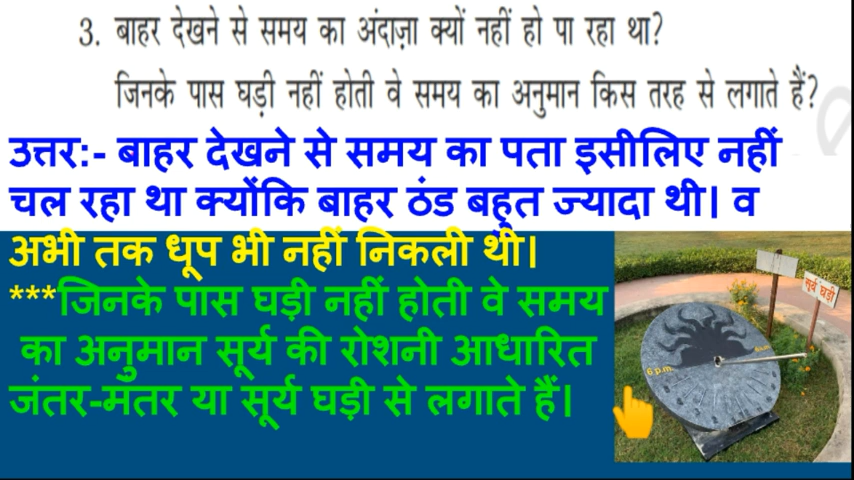 3. बाहर देखने से समय का अंदाज़ा क्यों नहीं हो पा रहा था?
जिनके पास घड़ी नहीं होती वे समय का अनुमान किस तरह से लगाते हैं?
उत्तर:- बाहर देखने से समय का पता इसीलिए नहीं
चल रहा था क्योंकि बाहर ठंड बहुत ज्यादा थी। व
अभी तक धूप भी नहीं निकली थी।
***जिनके पास घड़ी नहीं होती वे समय
का अनुमान सूर्य की रोशनी आधारित
जंतर-मंतर या सूर्य घड़ी से लगाते हैं।
सूर्य घड़ी
6 p.m.